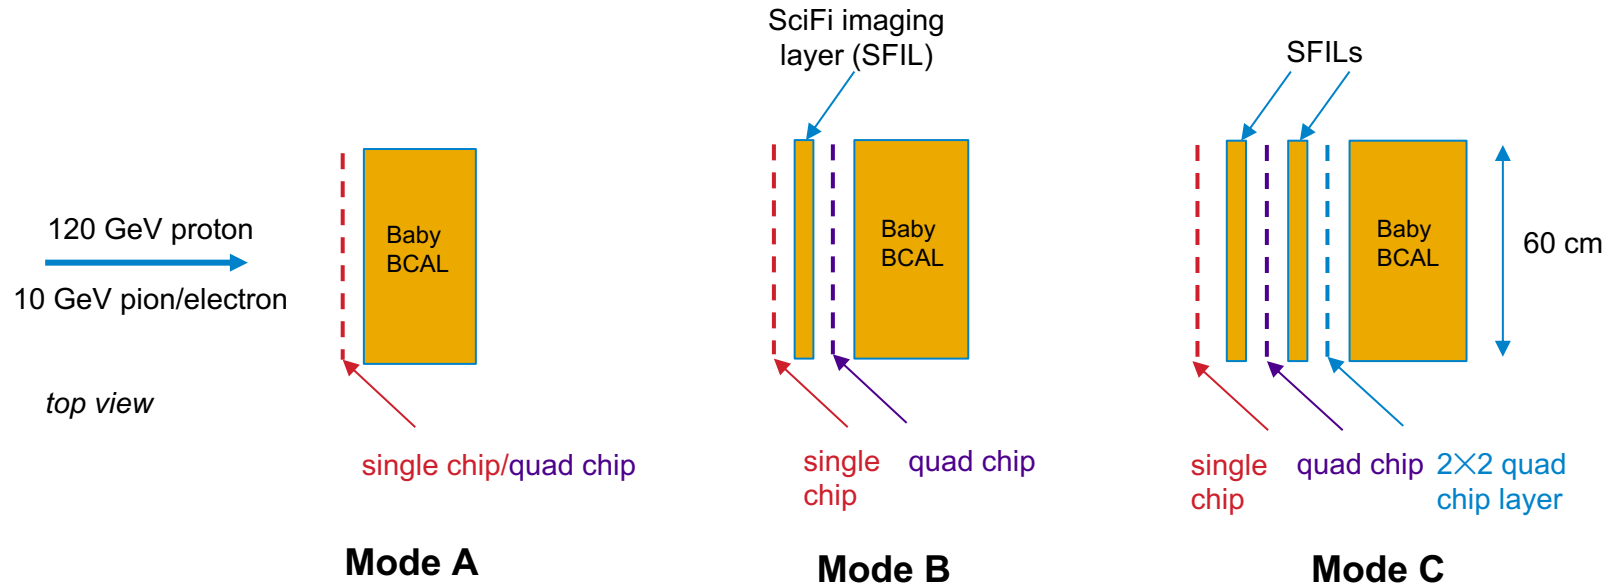 120 GeV proton
10 GeV pion/electron
top view
Baby
BCAL
single chip/quad chip
Mode A
SciFi imaging
layer (SFIL)
Baby
BCAL
single
chip
quad chip
Mode B
SFILs
Baby
BCAL
60 cm
single
chip
quad chip
2×2 quad
chip layer
Mode C